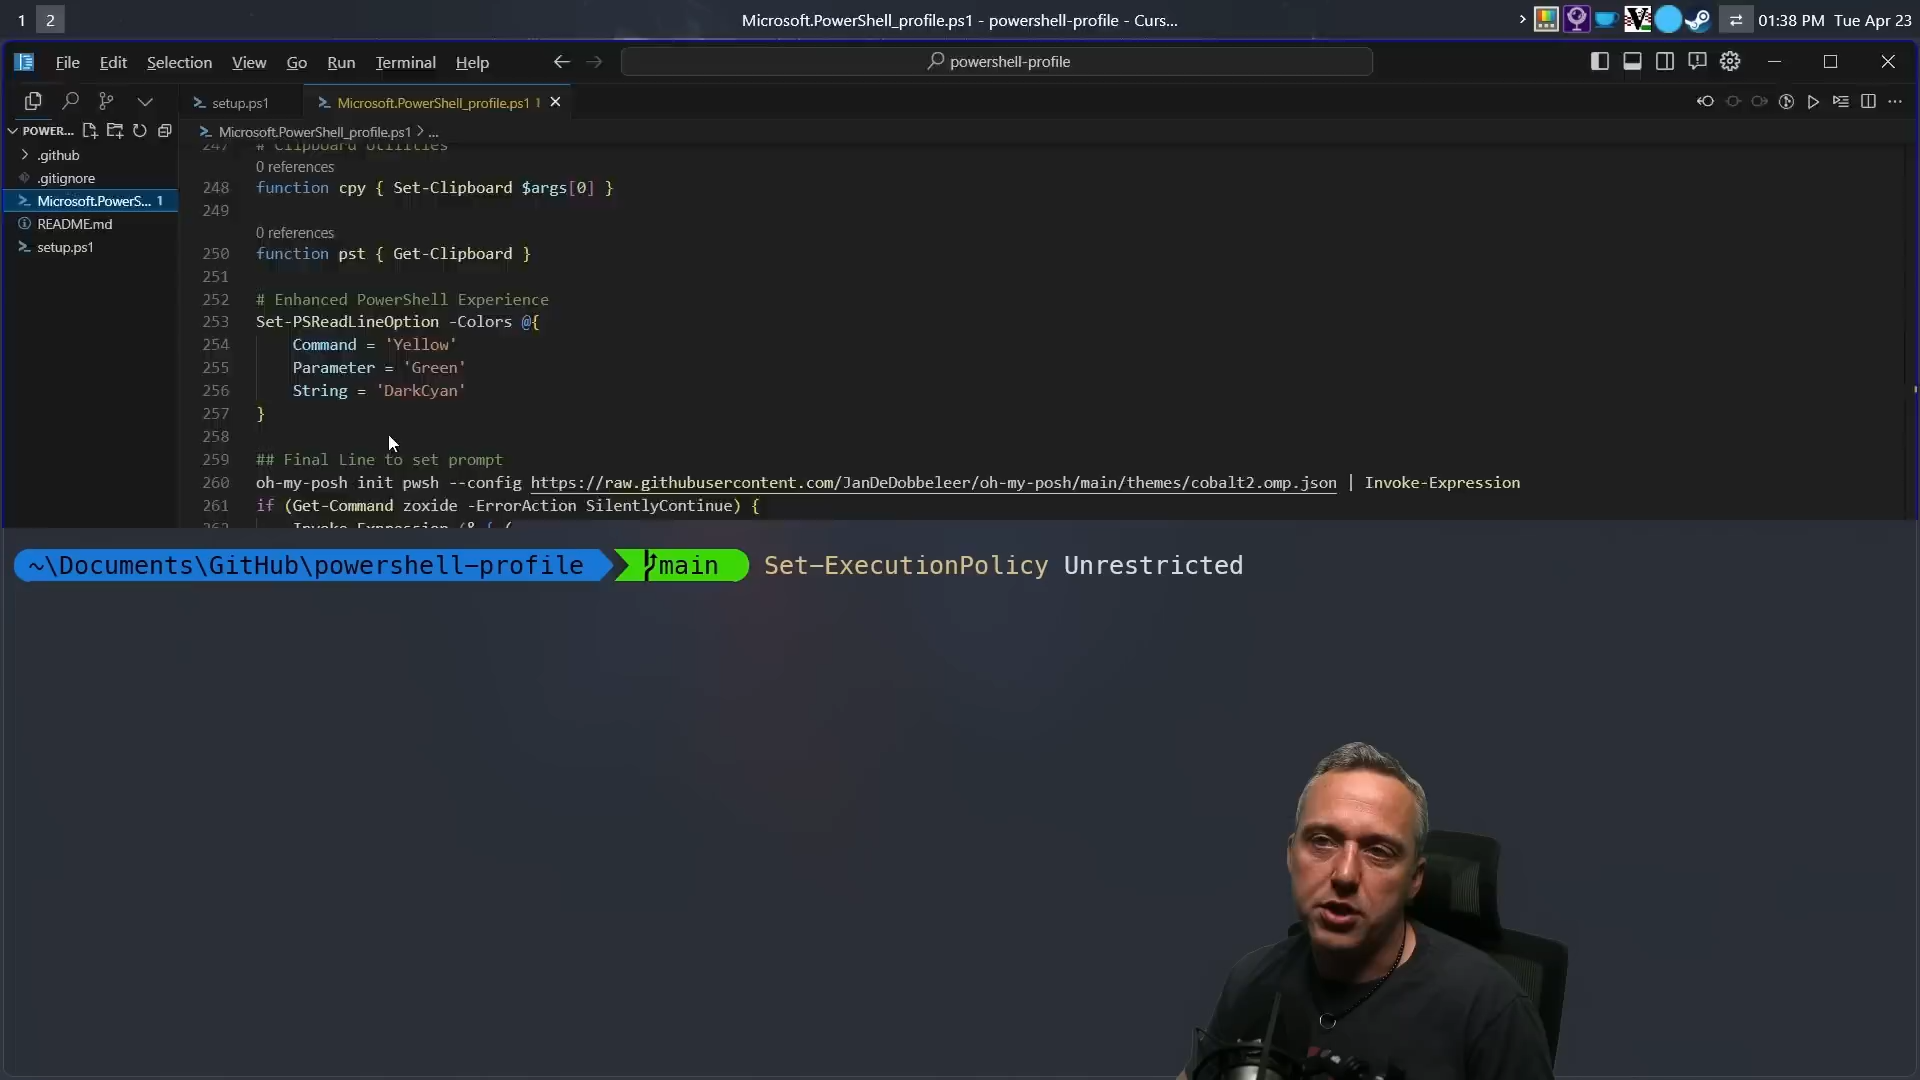 1 2
Microsoft.PowerShell_profile.ps1 - powershell-profile - Curs...
01:38 PM Tue Apr 23
File Edit Selection View Go Run Terminal Help
powershell-profile
setup.ps1
Microsoft.PowerShell_profile.ps1 1
POWER...
Microsoft.PowerShell_profile.ps1 > ...
.github
.gitignore
Microsoft.PowerS... 1
README.md
setup.ps1
247 # Clipboard Utilities
0 references
248 function cpy { Set-Clipboard $args[0] }
249
0 references
250 function pst { Get-Clipboard }
251
252 # Enhanced PowerShell Experience
253 Set-PSReadLineOption -Colors @{
254 Command = 'Yellow'
255 Parameter = 'Green'
256 String = 'DarkCyan'
257 }
258
259 ## Final Line to set prompt
260 oh-my-posh init pwsh --config https://raw.githubusercontent.com/JanDeDobbeleer/oh-my-posh/main/themes/cobalt2.omp.json | Invoke-Expression
261 if (Get-Command zoxide -ErrorAction SilentlyContinue) {
262 Invoke-Expression (& { (
~\Documents\GitHub\powershell-profile main Set-ExecutionPolicy Unrestricted